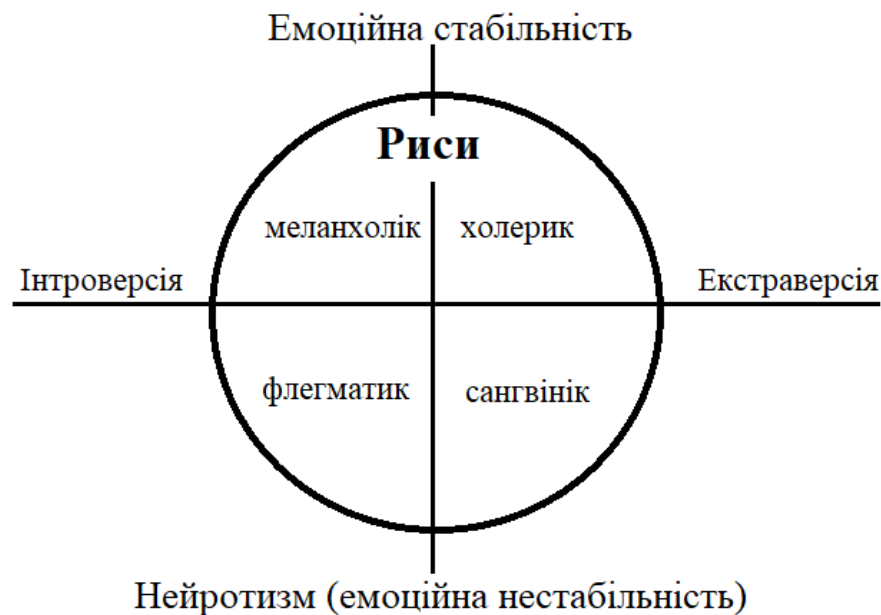 Емоційна стабільність
Риси
меланхолік холерик
Інтроверсія Екстраверсія
флегматик сангвінік
Нейротизм (емоційна нестабільність)